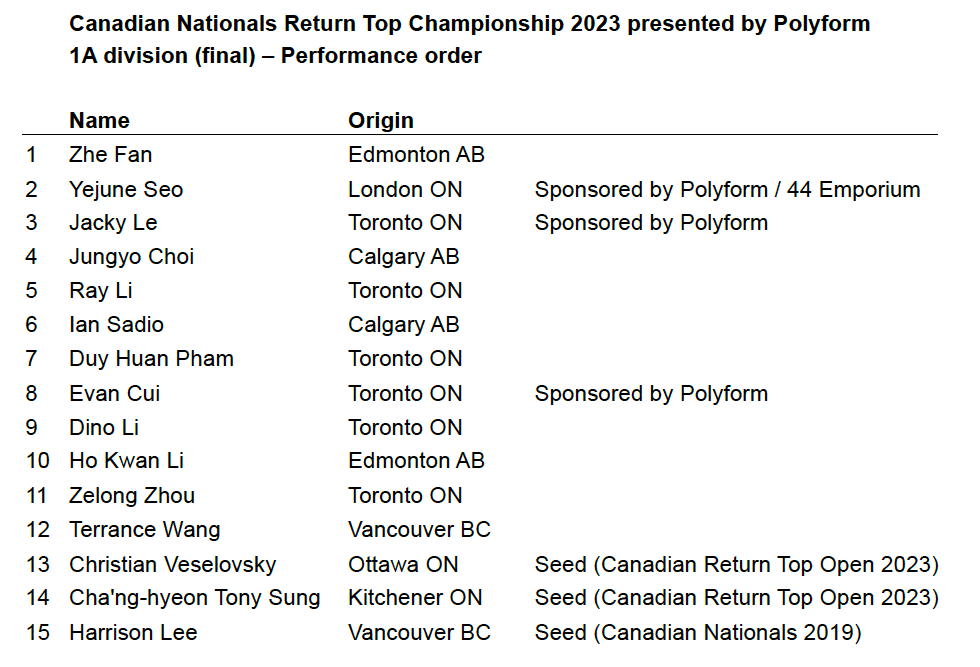 Canadian Nationals Return Top Championship 2023 presented by Polyform
1A division (final) – Performance order
Name Origin
1 Zhe Fan Edmonton AB
2 Yejune Seo London ON Sponsored by Polyform / 44 Emporium
3 Jacky Le Toronto ON Sponsored by Polyform
4 Jungyo Choi Calgary AB
5 Ray Li Toronto ON
6 Ian Sadio Calgary AB
7 Duy Huan Pham Toronto ON
8 Evan Cui Toronto ON Sponsored by Polyform
9 Dino Li Toronto ON
10 Ho Kwan Li Edmonton AB
11 Zelong Zhou Toronto ON
12 Terrance Wang Vancouver BC
13 Christian Veselovsky Ottawa ON Seed (Canadian Return Top Open 2023)
14 Cha'ng-hyeon Tony Sung Kitchener ON Seed (Canadian Return Top Open 2023)
15 Harrison Lee Vancouver BC Seed (Canadian Nationals 2019)